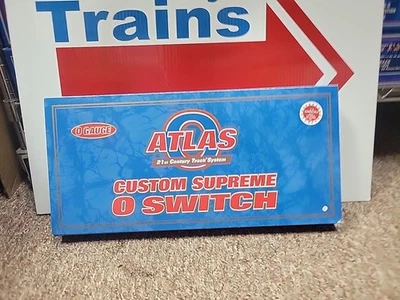 Trains
O GAUGE
ATLAS
O
21st Century Track System
CUSTOM SUPREME
O SWITCH